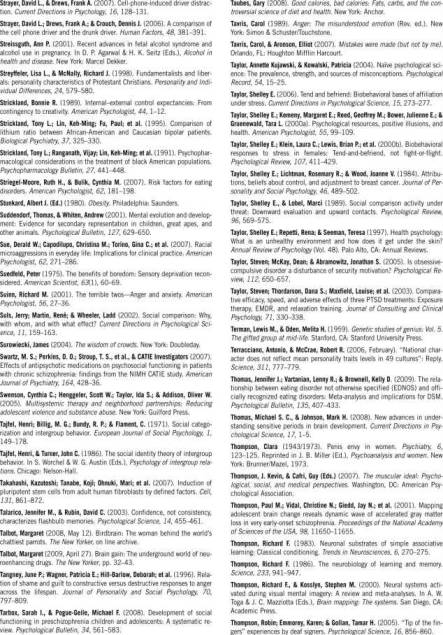 Strayer, David L., & Drews, Frank A. (2007). Cell-phone-induced driver distraction. Current Directions in Psychological Science, 16, 128-131.
Strayer, David L.; Drews, Frank A.; & Crouch, Dennis J. (2006). A comparison of
the cell phone driver and the drunk driver. Human Factors, 48, 381–391.
Streissguth, Ann P. (2001). Recent advances in fetal alcohol syndrome and
alcohol use in pregnancy. In D. P. Agarwal & H. K. Seitz (Eds.), Alcohol in
health and disease. New York: Marcel Dekker.
Streyffeler, Lisa L., & McNally, Richard J. (1998). Fundamentalists and liberals: personality characteristics of Protestant Christians. Personality and Individual Differences, 24, 579–580.
Strickland, Bonnie R. (1989). Internal-external control expectancies: From
contingency to creativity. American Psychologist, 44, 1–12.
Strickland, Tony L.; Lin, Keh-Ming; Fu, Paul; et al. (1995). Comparison of
lithium ratio between African-American and Caucasian bipolar patients.
Biological Psychiatry, 37, 325–330.
Strickland, Tony L.; Ranganath, Vijay; Lin, Keh-Ming; et al. (1991). Psychopharmacological considerations in the treatment of black American populations.
Psychopharmacology Bulletin, 27, 441–448.
Striegel-Moore, Ruth H., & Bulik, Cynthia M. (2007). Risk factors for eating
disorders. American Psychologist, 62, 181–198.
Stunkard, Albert J. (Ed.) (1980). Obesity. Philadelphia: Saunders.
Suddendorf, Thomas, & Whiten, Andrew (2001). Mental evolution and development: Evidence for secondary representation in children, great apes, and
other animals. Psychological Bulletin, 127, 629–650.
Sue, Derald W.; Capodilupo, Christina M.; Torino, Gina C.; et al. (2007). Racial
microaggressions in everyday life: Implications for clinical practice. American
Psychologist, 62, 271–286.
Suedfeld, Peter (1975). The benefits of boredom: Sensory deprivation reconsidered. American Scientist, 63(1), 60–69.
Suinn, Richard M. (2001). The terrible twos—Anger and anxiety. American
Psychologist, 56, 27–36.
Suls, Jerry; Martin, René; & Wheeler, Ladd (2002). Social comparison: Why,
with whom, and with what effect? Current Directions in Psychological Science, 11, 159–163.
Surowiecki, James (2004). The wisdom of crowds. New York: Doubleday.
Swartz, M. S.; Perkins, D. O.; Stroup, T. S., et al., & CATIE Investigators (2007).
Effects of antipsychotic medications on psychosocial functioning in patients
with chronic schizophrenia: findings from the NIMH CATIE study. American
Journal of Psychiatry, 164, 428–36.
Swenson, Cynthia C.; Henggeler, Scott W.; Taylor, Ida S.; & Addison, Oliver W.
(2005). Multisystemic therapy and neighborhood partnerships: Reducing
adolescent violence and substance abuse. New York: Guilford Press.
Tajfel, Henri; Billig, M. G.; Bundy, R. P.; & Flament, C. (1971). Social categorization and intergroup behavior. European Journal of Social Psychology, 1,
149–178.
Tajfel, Henri, & Turner, John C. (1986). The social identity theory of intergroup
behavior. In S. Worchel & W. G. Austin (Eds.), Psychology of intergroup relations. Chicago: Nelson-Hall.
Takahashi, Kazutoshi; Tanabe, Koji; Ohnuki, Mari; et al. (2007). Induction of
pluripotent stem cells from adult human fibroblasts by defined factors. Cell,
131, 861–872.
Talarico, Jennifer M., & Rubin, David C. (2003). Confidence, not consistency,
characterizes flashbulb memories. Psychological Science, 14, 455–461.
Talbot, Margaret (2008, May 12). Birdbrain: The woman behind the world's
chattiest parrots. The New Yorker, on line archive.
Talbot, Margaret (2009, April 27). Brain gain: The underground world of neuroenhancing drugs. The New Yorker, pp. 32–43.
Tangney, June P.; Wagner, Patricia E.; Hill-Barlow, Deborah; et al. (1996). Relation of shame and guilt to constructive versus destructive responses to anger
across the lifespan. Journal of Personality and Social Psychology, 70,
797–809.
Tarbox, Sarah I., & Pogue-Geile, Michael F. (2008). Development of social
functioning in preschizophrenia children and adolescents: A systematic review. Psychological Bulletin, 34, 561–583.
Taubes, Gary (2008). Good calories, bad calories: Fats, carbs, and the controversial science of diet and health. New York: Anchor.
Tavris, Carol (1989). Anger: The misunderstood emotion (Rev. ed.). New
York: Simon & Schuster/Touchstone.
Tavris, Carol, & Aronson, Elliot (2007). Mistakes were made (but not by me).
Orlando, FL: Houghton Mifflin Harcourt.
Taylor, Annette Kujawski, & Kowalski, Patricia (2004). Naïve psychological science: The prevalence, strength, and sources of misconceptions. Psychological
Record, 54, 15–25.
Taylor, Shelley E. (2006). Tend and befriend: Biobehavioral bases of affiliation
under stress. Current Directions in Psychological Science, 15, 273–277.
Taylor, Shelley E.; Kemeny, Margaret E.; Reed, Geoffrey M.; Bower, Julienne E.; &
Gruenewald, Tara L. (2000a). Psychological resources, positive illusions, and
health. American Psychologist, 55, 99–109.
Taylor, Shelley E.; Klein, Laura C.; Lewis, Brian P.; et al. (2000b). Biobehavioral
responses to stress in females: Tend-and-befriend, not fight-or-flight.
Psychological Review, 107, 411–429.
Taylor, Shelley E.; Lichtman, Rosemary R.; & Wood, Joanne V. (1984). Attributions, beliefs about control, and adjustment to breast cancer. Journal of Personality and Social Psychology, 46, 489–502.
Taylor, Shelley E., & Lobel, Marci (1989). Social comparison activity under
threat: Downward evaluation and upward contacts. Psychological Review,
96, 569–575.
Taylor, Shelley E.; Repetti, Rena; & Seeman, Teresa (1997). Health psychology:
What is an unhealthy environment and how does it get under the skin?
Annual Review of Psychology (Vol. 48). Palo Alto, CA: Annual Reviews.
Taylor, Steven; McKay, Dean; & Abramowitz, Jonathan S. (2005). Is obsessive-compulsive disorder a disturbance of security motivation? Psychological Review, 112, 650–657.
Taylor, Steven; Thordarson, Dana S.; Maxfield, Louise; et al. (2003). Comparative efficacy, speed, and adverse effects of three PTSD treatments: Exposure
therapy, EMDR, and relaxation training. Journal of Consulting and Clinical
Psychology, 71, 330–338.
Terman, Lewis M., & Oden, Melita H. (1959). Genetic studies of genius: Vol. 5.
The gifted group at mid-life. Stanford, CA: Stanford University Press.
Terracciano, Antonio, & McCrae, Robert R. (2006, February). "National character does not reflect mean personality traits levels in 49 cultures": Reply.
Science, 311, 777–779.
Thomas, Jennifer J.; Vartanian, Lenny R.; & Brownell, Kelly D. (2009). The relationship between eating disorder not otherwise specified (EDNOS) and officially recognized eating disorders: Meta-analysis and implications for DSM.
Psychological Bulletin, 135, 407–433.
Thomas, Michael S. C., & Johnson, Mark H. (2008). New advances in understanding sensitive periods in brain development. Current Directions in Psychological Science, 17, 1–5.
Thompson, Clara (1943/1973). Penis envy in women. Psychiatry, 6,
123–125. Reprinted in J. B. Miller (Ed.), Psychoanalysis and women. New
York: Brunner/Mazel, 1973.
Thompson, J. Kevin, & Cafri, Guy (Eds.) (2007). The muscular ideal: Psychological, social, and medical perspectives. Washington, DC: American Psychological Association.
Thompson, Paul M.; Vidal, Christine N.; Giedd, Jay N.; et al. (2001). Mapping
adolescent brain change reveals dynamic wave of accelerated gray matter
loss in very early-onset schizophrenia. Proceedings of the National Academy
of Sciences of the USA, 98, 11650–11655.
Thompson, Richard F. (1983). Neuronal substrates of simple associative
learning: Classical conditioning. Trends in Neurosciences, 6, 270–275.
Thompson, Richard F. (1986). The neurobiology of learning and memory.
Science, 233, 941–947.
Thompson, Richard F., & Kosslyn, Stephen M. (2000). Neural systems activated during visual mental imagery: A review and meta-analyses. In A. W.
Toga & J. C. Mazziotta (Eds.), Brain mapping: The systems. San Diego, CA:
Academic Press.
Thompson, Robin; Emmorey, Karen; & Gollan, Tamar H. (2005). "Tip of the fingers" experiences by deaf signers. Psychological Science, 16, 856–860.